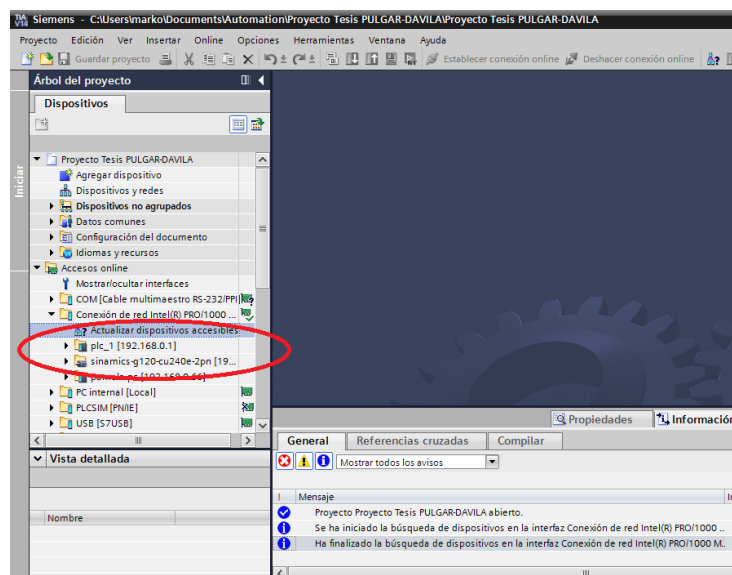 TIA V14 Siemens - C:\Users\marko\Documents\Automation\Proyecto Tesis PULGAR-DAVILA\Proyecto Tesis PULGAR-DAVILA
Proyecto Edición Ver Insertar Online Opciones Herramientas Ventana Ayuda
Guardar proyecto Establecer conexión online Deshacer conexión online
Árbol del proyecto
Dispositivos
Iniciar
Proyecto Tesis PULGAR-DAVILA
Agregar dispositivo
Dispositivos y redes
Dispositivos no agrupados
Datos comunes
Configuración del documento
Idiomas y recursos
Accesos online
Mostrar/ocultar interfaces
COM [Cable multimaestro RS-232/PPI]
Conexión de red Intel(R) PRO/1000 ...
Actualizar dispositivos accesibles
plc_1 [192.168.0.1]
sinamics-g120-cu240e-2pn [19...
PC internal [Local]
PLCSIM [PN/IE]
USB [S7USB]
Propiedades Información
General Referencias cruzadas Compilar
Mostrar todos los avisos
Vista detallada
Nombre
! Mensaje
Proyecto Proyecto Tesis PULGAR-DAVILA abierto.
Se ha iniciado la búsqueda de dispositivos en la interfaz Conexión de red Intel(R) PRO/1000 ..
Ha finalizado la búsqueda de dispositivos en la interfaz Conexión de red Intel(R) PRO/1000 M..